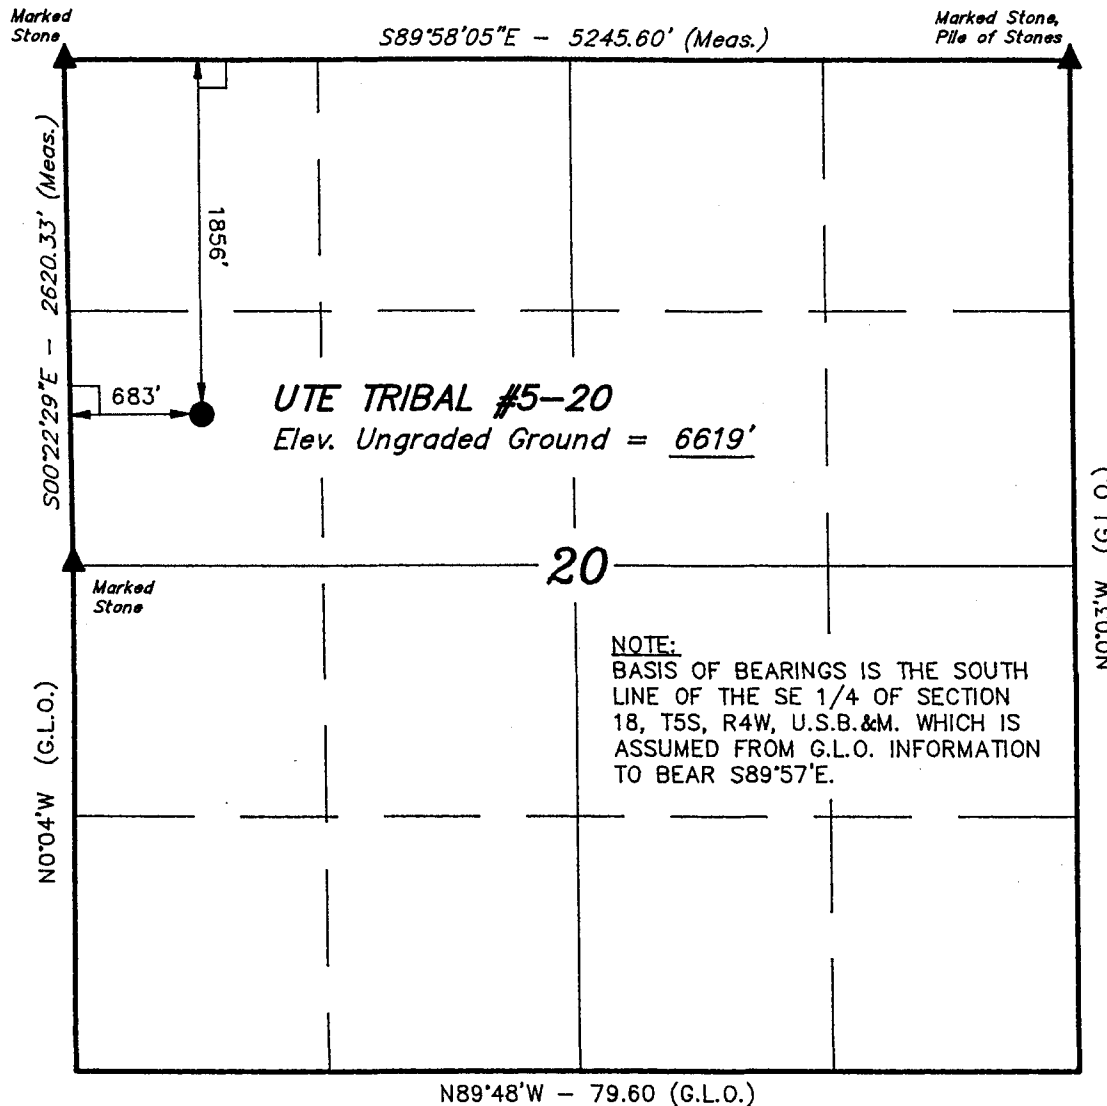 Marked
Stone
S89°58'05"E - 5245.60' (Meas.)
Marked Stone,
Pile of Stones
S00°22'29"E - 2620.33' (Meas.)
1856'
683'
UTE TRIBAL #5-20
Elev. Ungraded Ground = 6619'
20
Marked
Stone
N0°03'W (G.L.O.)
NOTE:
BASIS OF BEARINGS IS THE SOUTH
LINE OF THE SE 1/4 OF SECTION
18, T5S, R4W, U.S.B.&M. WHICH IS
ASSUMED FROM G.L.O. INFORMATION
TO BEAR S89°57'E.
N0°04'W (G.L.O.)
N89°48'W - 79.60 (G.L.O.)